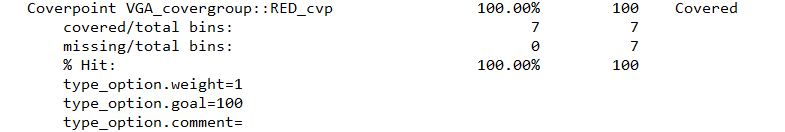 Coverpoint VGA_covergroup::RED_cvp 100.00% 100 Covered
covered/total bins: 7 7
missing/total bins: 0 7
% Hit: 100.00% 100
type_option.weight=1
type_option.goal=100
type_option.comment=